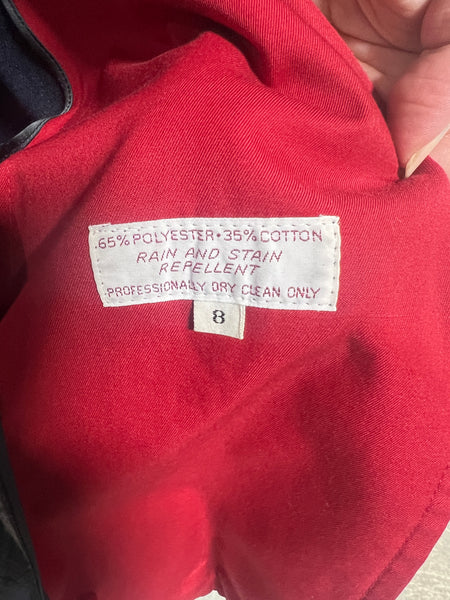 65% POLYESTER • 35% COTTON
RAIN AND STAIN
REPELLENT
PROFESSIONALLY DRY CLEAN ONLY
8